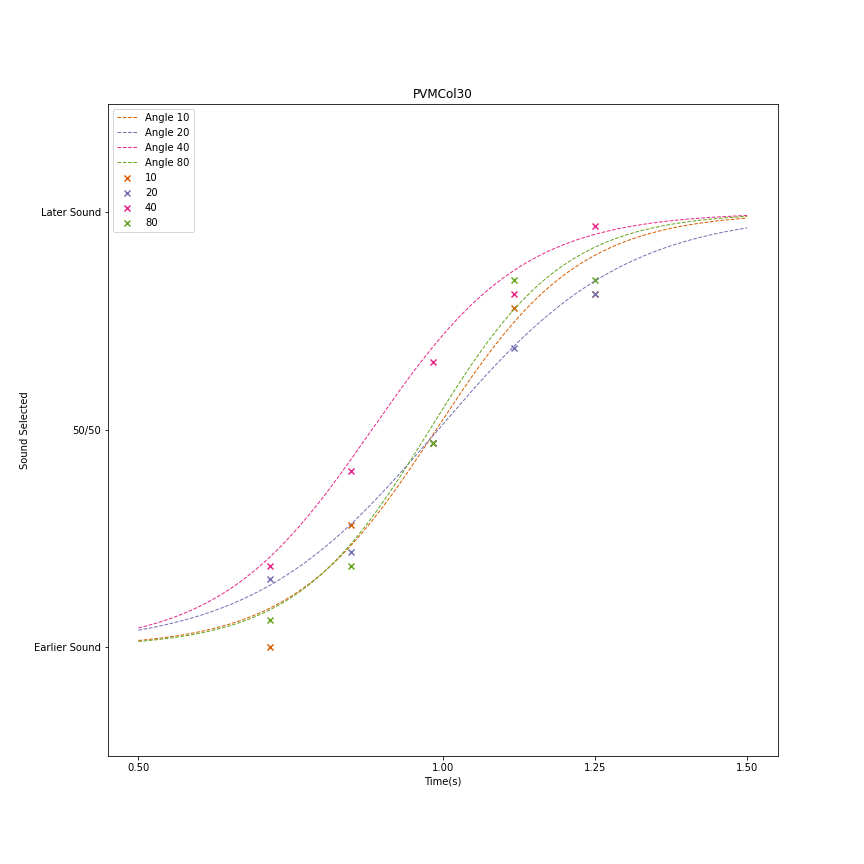 PVMCol30
Angle 10
Angle 20
Angle 40
Angle 80
10
20
40
80
Later Sound
50/50
Earlier Sound
Sound Selected
0.50
1.00
1.25
1.50
Time(s)